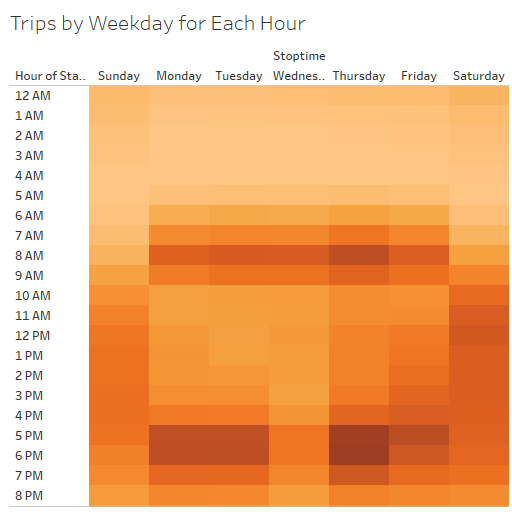 Trips by Weekday for Each Hour
Stoptime
Hour of Sta.. Sunday Monday Tuesday Wednes.. Thursday Friday Saturday
12 AM
1 AM
2 AM
3 AM
4 AM
5 AM
6 AM
7 AM
8 AM
9 AM
10 AM
11 AM
12 PM
1 PM
2 PM
3 PM
4 PM
5 PM
6 PM
7 PM
8 PM